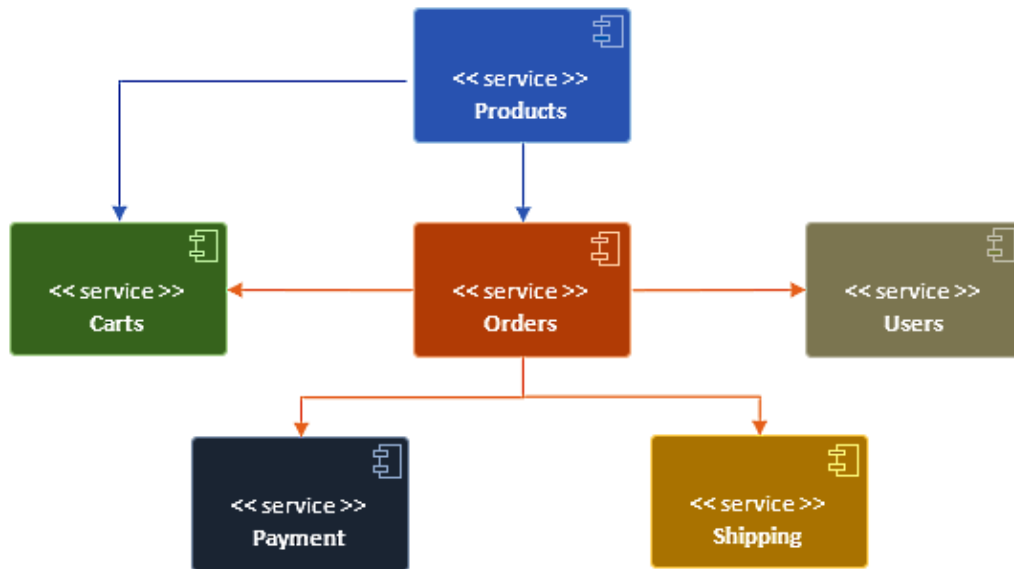 << service >>
Products
<< service >>
Carts
<< service >>
Orders
<< service >>
Users
<< service >>
Payment
<< service >>
Shipping